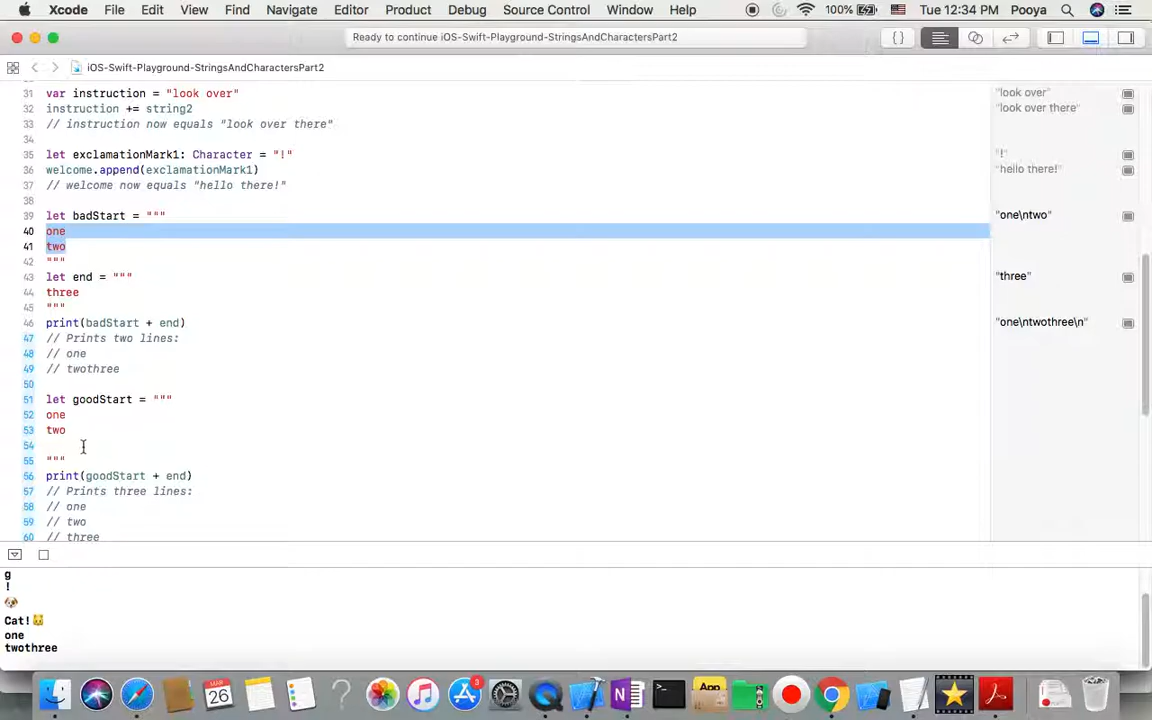 Xcode File Edit View Find Navigate Editor Product Debug Source Control Window Help 100% Tue 12:34 PM Pooya
Ready to continue iOS-Swift-Playground-StringsAndCharactersPart2
{ }
iOS-Swift-Playground-StringsAndCharactersPart2
31 var instruction = "look over" "look over"
32 instruction += string2 "look over there"
33 // instruction now equals "look over there"
34
35 let exclamationMark1: Character = "!" "!"
36 welcome.append(exclamationMark1) "hello there!"
37 // welcome now equals "hello there!"
38
39 let badStart = """ "one\ntwo"
40 one
41 two
42 """
43 let end = """ "three"
44 three
45 """
46 print(badStart + end) "one\ntwothree\n"
47 // Prints two lines:
48 // one
49 // twothree
50
51 let goodStart = """
52 one
53 two
54
55 """
56 print(goodStart + end)
57 // Prints three lines:
58 // one
59 // two
60 // three
g
!
🐶
Cat!🐱
one
twothree
MAR
26
3
App